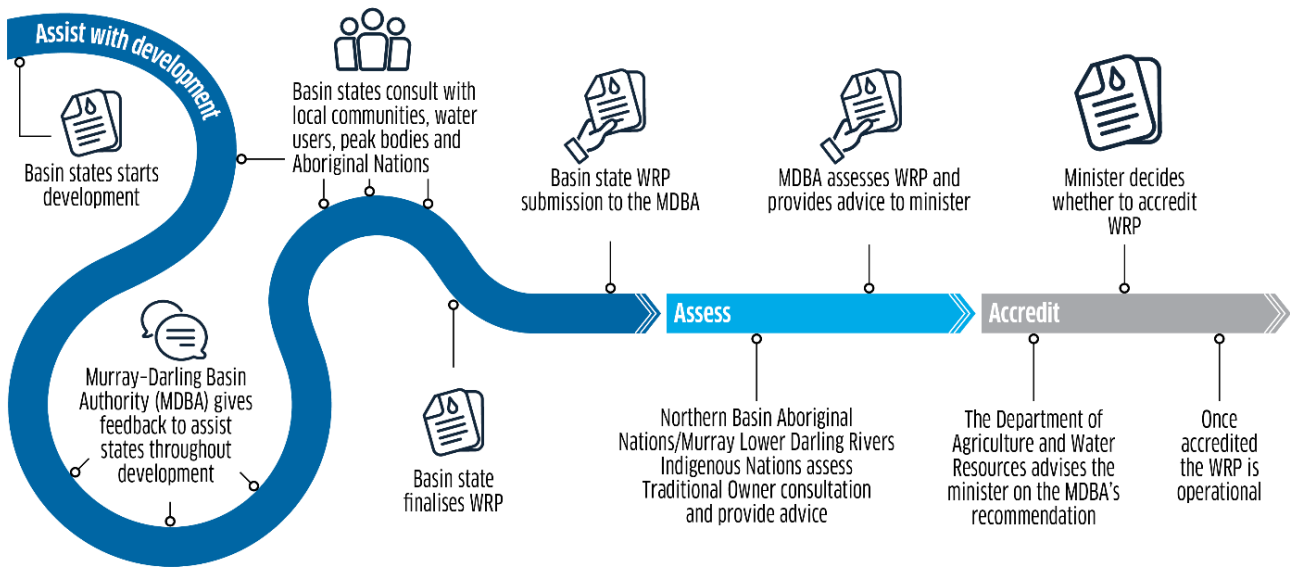 Assist with development
Basin states starts
development
Murray-Darling Basin
Authority (MDBA) gives
feedback to assist
states throughout
development
Basin states consult with
local communities, water
users, peak bodies and
Aboriginal Nations
Basin state
finalises WRP
Basin state WRP
submission to the MDBA
Assess
Northern Basin Aboriginal
Nations/Murray Lower Darling Rivers
Indigenous Nations assess
Traditional Owner consultation
and provide advice
MDBA assesses WRP and
provides advice to minister
Accredit
The Department of
Agriculture and Water
Resources advises the
minister on the MDBA's
recommendation
Minister decides
whether to accredit
WRP
Once
accredited
the WRP is
operational